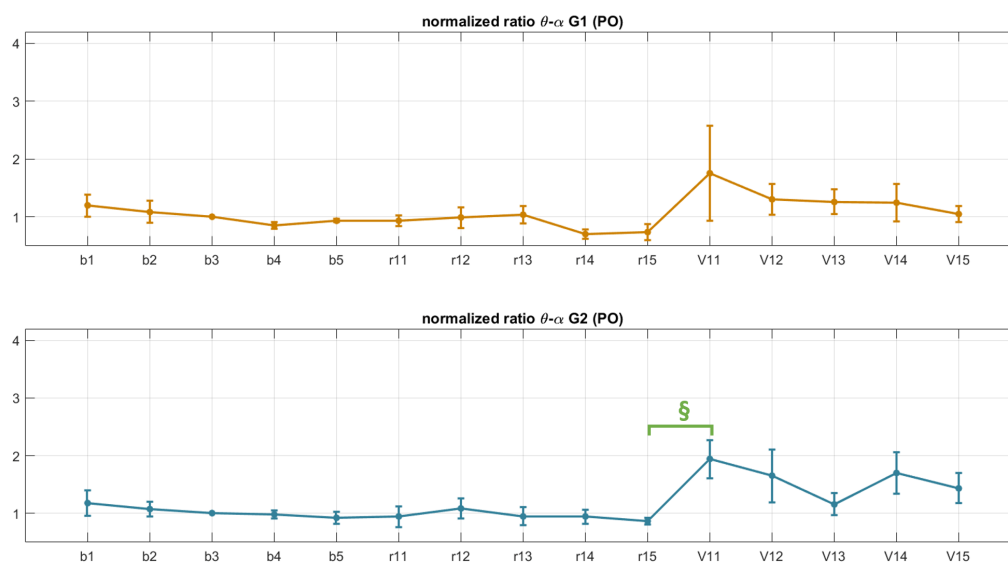 normalized ratio θ-α G1 (PO)
4
3
2
1
b1 b2 b3 b4 b5 r11 r12 r13 r14 r15 V11 V12 V13 V14 V15
normalized ratio θ-α G2 (PO)
4
3
§
2
1
b1 b2 b3 b4 b5 r11 r12 r13 r14 r15 V11 V12 V13 V14 V15